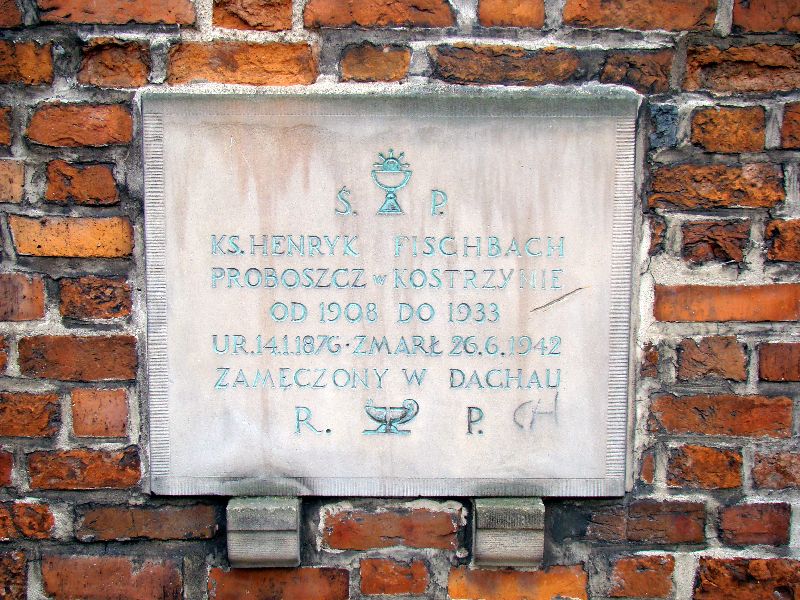 Ś. P.
KS. HENRYK FISCHBACH
PROBOSZCZ W KOSTRZYNIE
OD 1908 DO 1933
UR. 14.1.1876 · ZMARŁ 26.6.1942
ZAMĘCZONY W DACHAU
R. P. CH